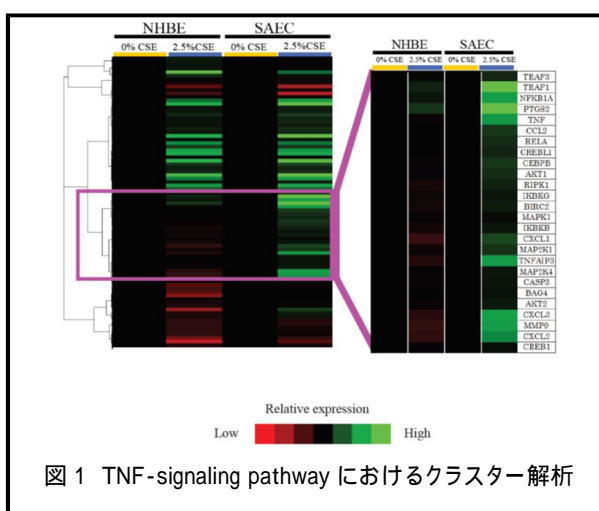 NHBE SAEC
0% CSE 2.5%CSE 0% CSE 2.5%CSE
NHBE SAEC
0% CSE 2.5% CSE 0% CSE 2.5% CSE
TRAF3
TRAF1
NFKB1A
PTGS2
TNF
CCL2
RELA
CREBL1
CEBPB
AKT1
RIPK1
IKBKG
BIRC2
MAPK1
IKBKB
CXCL1
MAP2K1
TNFAIP3
MAP2K4
CASP3
BAG4
AKT2
CXCL3
MMP9
CXCL2
CREB1
Relative expression
Low High
図 1 TNF-signaling pathway におけるクラスター解析